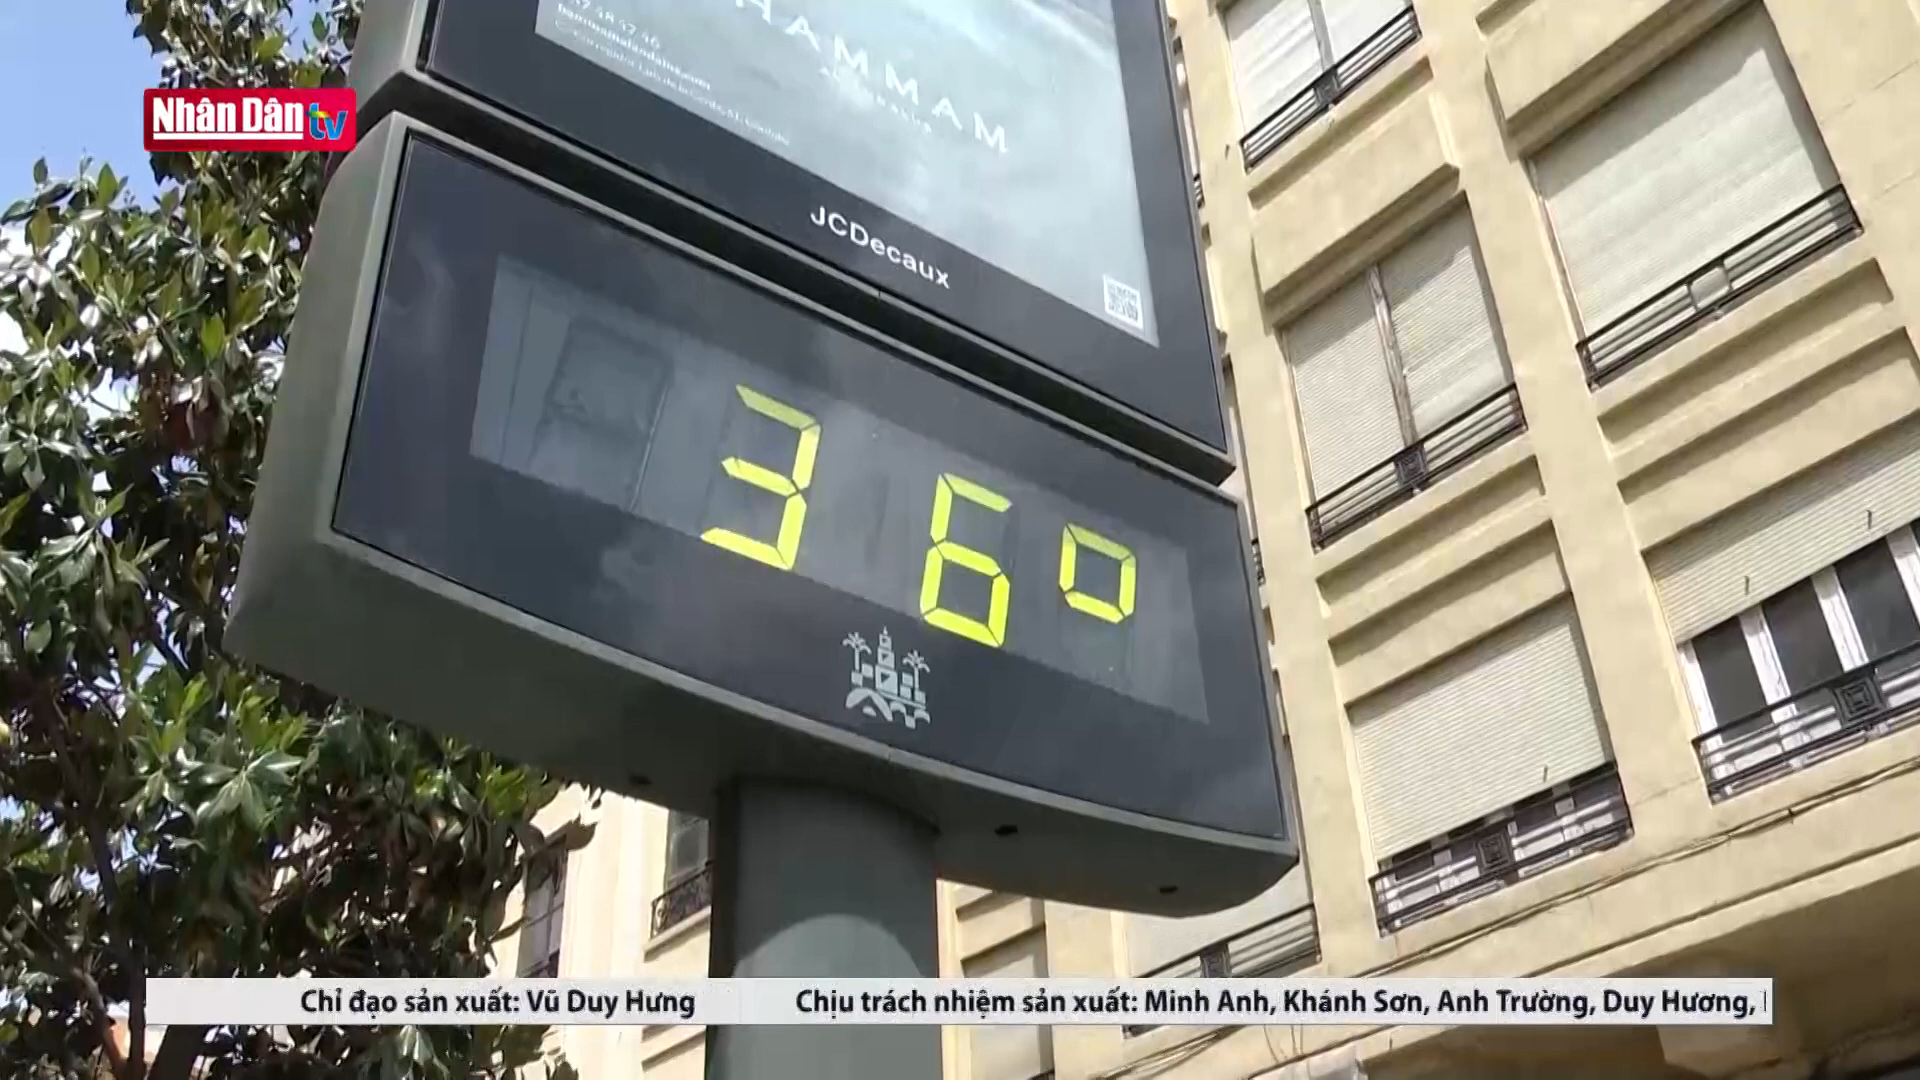 HAMMAM
JCDecaux
Nhân Dân tv
36°
Chỉ đạo sản xuất: Vũ Duy Hưng
Chịu trách nhiệm sản xuất: Minh Anh, Khánh Sơn, Anh Trường, Duy Hương,